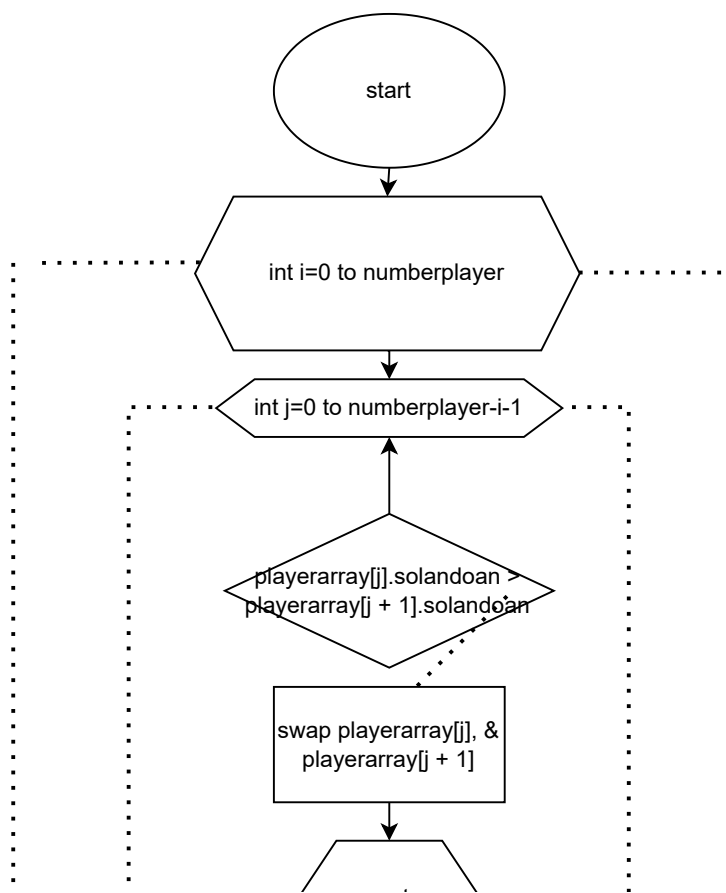 start
int i=0 to numberplayer
int j=0 to numberplayer-i-1
playerarray[j].solandoan >
playerarray[j + 1].solandoan
swap playerarray[j], &
playerarray[j + 1]